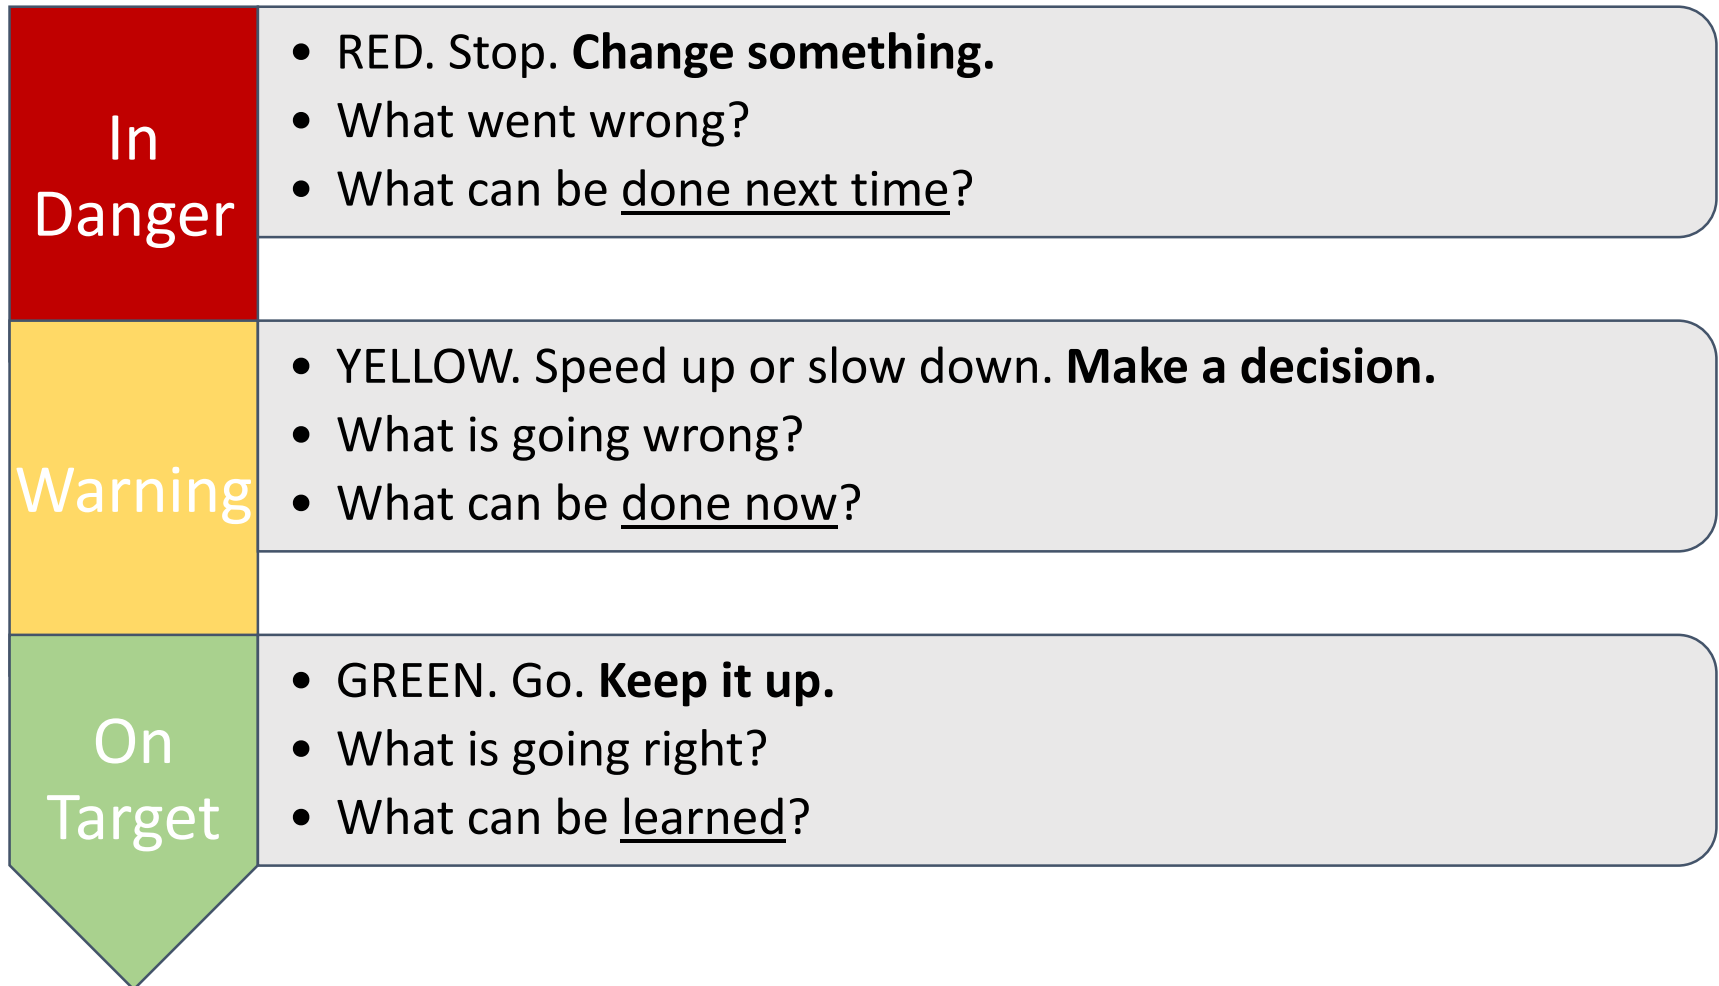 In
Danger
• RED. Stop. Change something.
• What went wrong?
• What can be done next time?
Warning
• YELLOW. Speed up or slow down. Make a decision.
• What is going wrong?
• What can be done now?
On
Target
• GREEN. Go. Keep it up.
• What is going right?
• What can be learned?